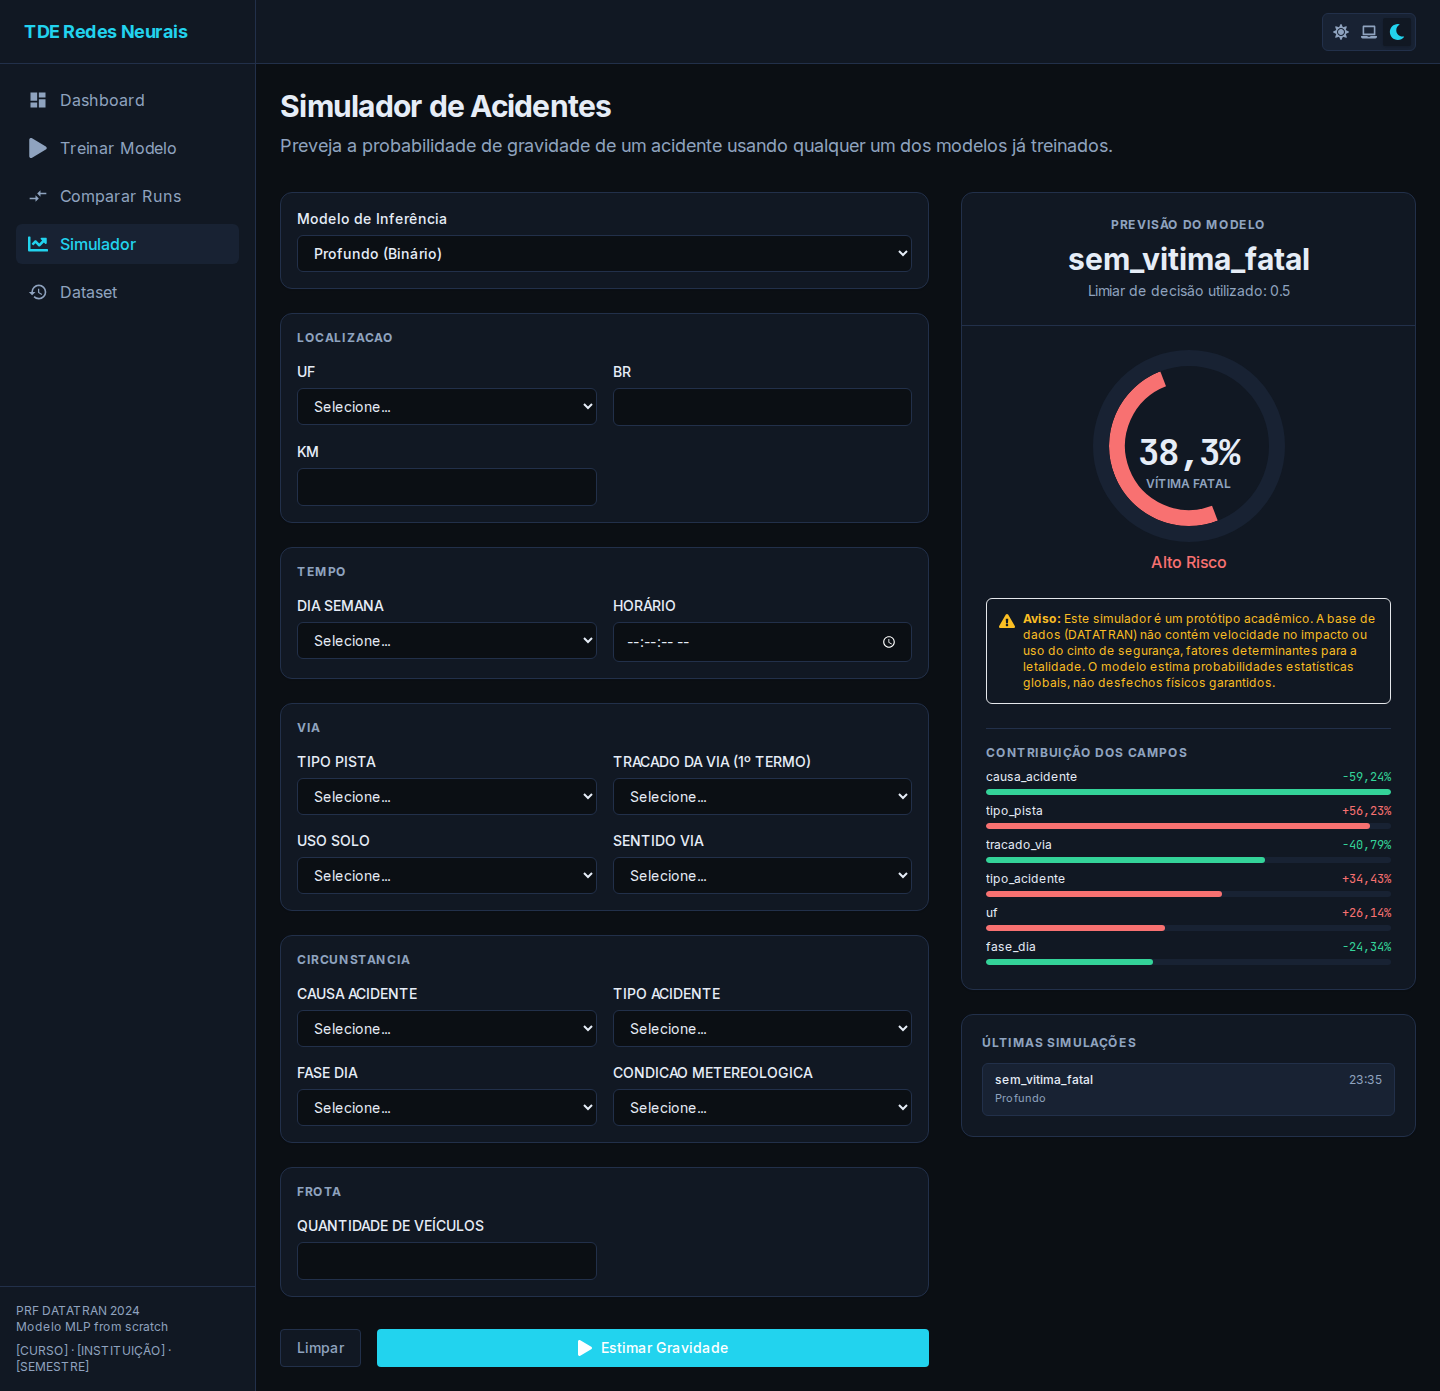 TDE Redes Neurais
Dashboard
Treinar Modelo
Comparar Runs
Simulador
Dataset
PRF DATATRAN 2024
Modelo MLP from scratch
[CURSO] · [INSTITUIÇÃO] ·
[SEMESTRE]
Simulador de Acidentes
Preveja a probabilidade de gravidade de um acidente usando qualquer um dos modelos já treinados.
Modelo de Inferência
Profundo (Binário)
LOCALIZACAO
UF
BR
Selecione...
KM
TEMPO
DIA SEMANA
HORÁRIO
Selecione...
--:--:-- --
VIA
TIPO PISTA
TRACADO DA VIA (1º TERMO)
Selecione...
Selecione...
USO SOLO
SENTIDO VIA
Selecione...
Selecione...
CIRCUNSTANCIA
CAUSA ACIDENTE
TIPO ACIDENTE
Selecione...
Selecione...
FASE DIA
CONDICAO METEREOLOGICA
Selecione...
Selecione...
FROTA
QUANTIDADE DE VEÍCULOS
Limpar
Estimar Gravidade
PREVISÃO DO MODELO
sem_vitima_fatal
Limiar de decisão utilizado: 0.5
38,3%
VÍTIMA FATAL
Alto Risco
Aviso: Este simulador é um protótipo acadêmico. A base de
dados (DATATRAN) não contém velocidade no impacto ou
uso do cinto de segurança, fatores determinantes para a
letalidade. O modelo estima probabilidades estatísticas
globais, não desfechos físicos garantidos.
CONTRIBUIÇÃO DOS CAMPOS
causa_acidente -59,24%
tipo_pista +56,23%
tracado_via -40,79%
tipo_acidente +34,43%
uf +26,14%
fase_dia -24,34%
ÚLTIMAS SIMULAÇÕES
sem_vitima_fatal 23:35
Profundo